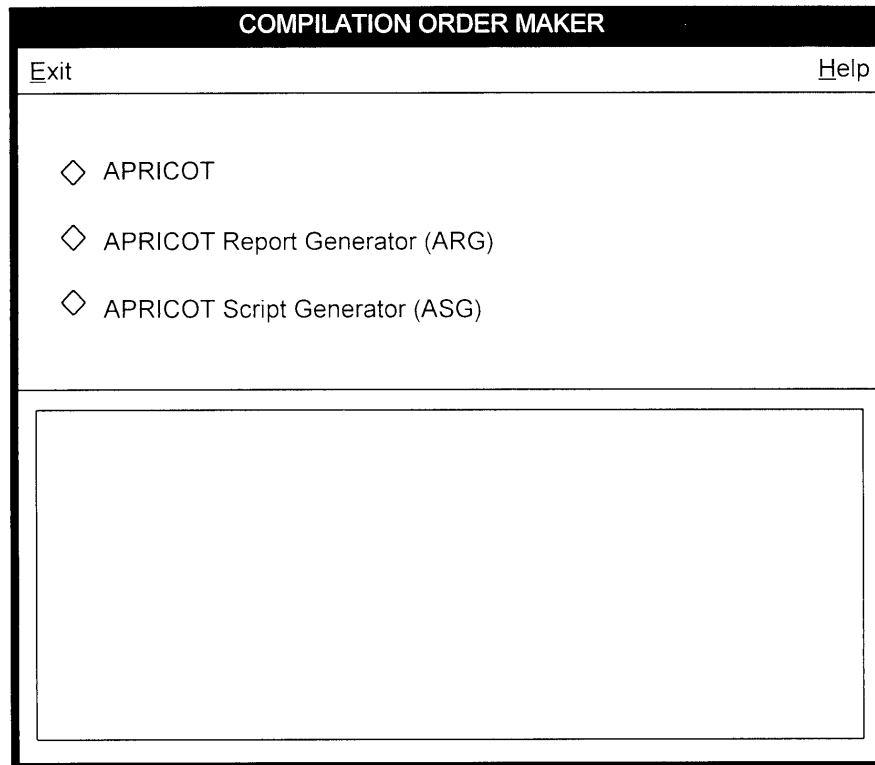 COMPILATION ORDER MAKER
Exit Help
APRICOT
APRICOT Report Generator (ARG)
APRICOT Script Generator (ASG)